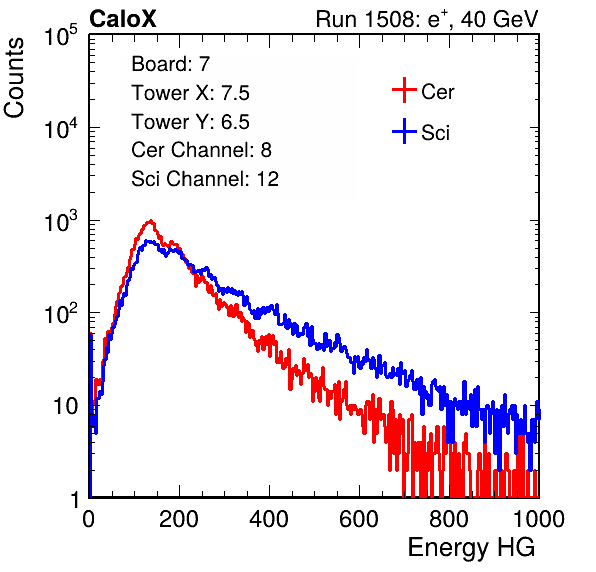 CaloX Run 1508: e⁺, 40 GeV
Counts
Board: 7
Tower X: 7.5
Tower Y: 6.5
Cer Channel: 8
Sci Channel: 12
Cer
Sci
10⁵
10⁴
10³
10²
10
1
0 200 400 600 800 1000
Energy HG